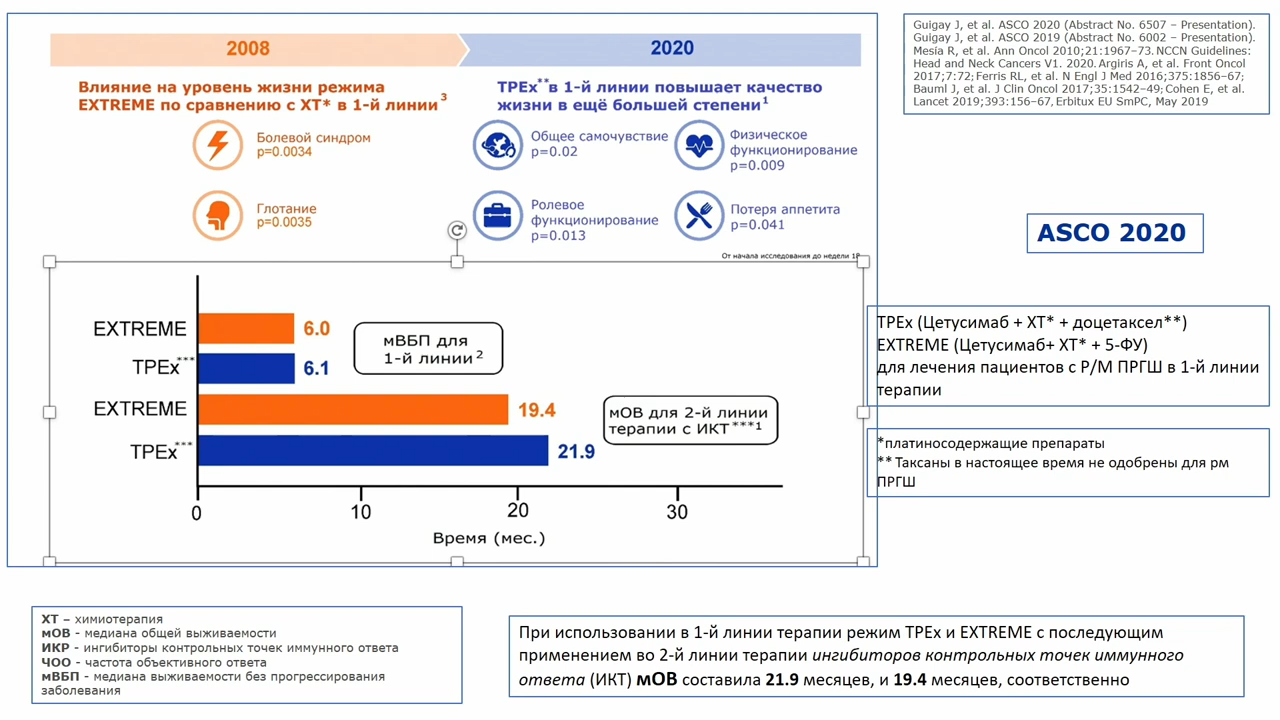 2008
2020
Влияние на уровень жизни режима
EXTREME по сравнению с ХТ* в 1-й линии3
TPEx** в 1-й линии повышает качество
жизни в ещё большей степени1
Болевой синдром
p=0.0034
Глотание
p=0.0035
Общее самочувствие
p=0.02
Физическое
функционирование
p=0.009
Ролевое
функционирование
p=0.013
Потеря аппетита
p=0.041
От начала исследования до недели 18
EXTREME
6.0
TPEx***
6.1
мВБП для
1-й линии2
EXTREME
19.4
TPEx***
21.9
мОВ для 2-й линии
терапии с ИКТ***1
0
10
20
30
Время (мес.)
Guigay J, et al. ASCO 2020 (Abstract No. 6507 – Presentation).
Guigay J, et al. ASCO 2019 (Abstract No. 6002 – Presentation).
Mesía R, et al. Ann Oncol 2010;21:1967–73. NCCN Guidelines:
Head and Neck Cancers V1. 2020. Argiris A, et al. Front Oncol
2017;7:72; Ferris RL, et al. N Engl J Med 2016;375:1856–67;
Bauml J, et al. J Clin Oncol 2017;35:1542–49; Cohen E, et al.
Lancet 2019;393:156–67, Erbitux EU SmPC, May 2019
ASCO 2020
TPEx (Цетусимаб + ХТ* + доцетаксел**)
EXTREME (Цетусимаб+ ХТ* + 5-ФУ)
для лечения пациентов с Р/М ПРГШ в 1-й линии
терапии
*платиносодержащие препараты
** Таксаны в настоящее время не одобрены для рм
ПРГШ
ХТ – химиотерапия
мОВ - медиана общей выживаемости
ИКР - ингибиторы контрольных точек иммунного ответа
ЧОО - частота объективного ответа
мВБП - медиана выживаемости без прогрессирования
заболевания
При использовании в 1-й линии терапии режим TPEx и EXTREME с последующим
применением во 2-й линии терапии ингибиторов контрольных точек иммунного
ответа (ИКТ) мОВ составила 21.9 месяцев, и 19.4 месяцев, соответственно